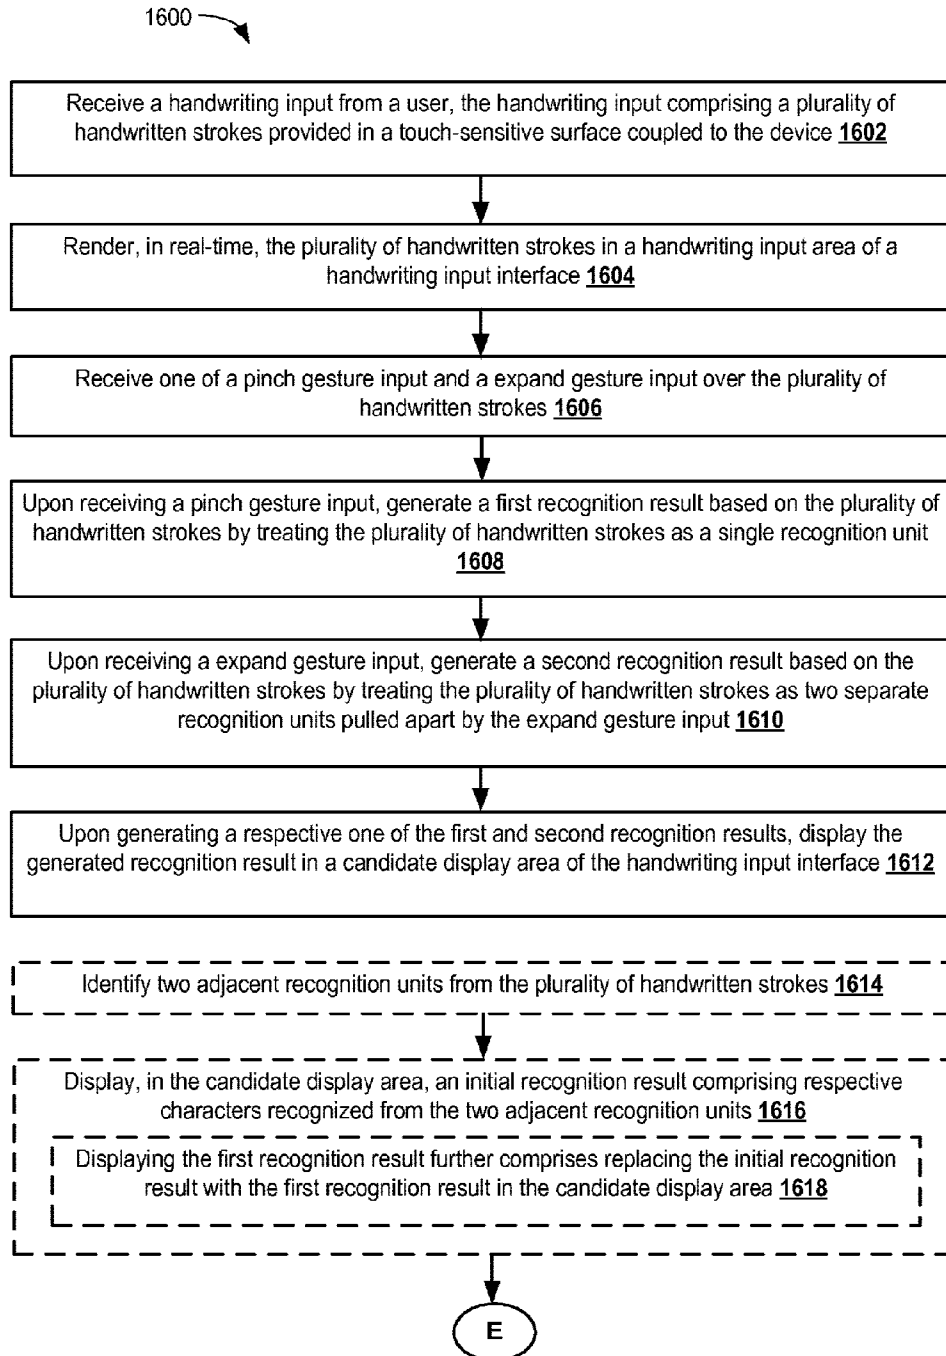 1600
Receive a handwriting input from a user, the handwriting input comprising a plurality of
handwritten strokes provided in a touch-sensitive surface coupled to the device 1602
Render, in real-time, the plurality of handwritten strokes in a handwriting input area of a
handwriting input interface 1604
Receive one of a pinch gesture input and a expand gesture input over the plurality of
handwritten strokes 1606
Upon receiving a pinch gesture input, generate a first recognition result based on the plurality of
handwritten strokes by treating the plurality of handwritten strokes as a single recognition unit
1608
Upon receiving a expand gesture input, generate a second recognition result based on the
plurality of handwritten strokes by treating the plurality of handwritten strokes as two separate
recognition units pulled apart by the expand gesture input 1610
Upon generating a respective one of the first and second recognition results, display the
generated recognition result in a candidate display area of the handwriting input interface 1612
Identify two adjacent recognition units from the plurality of handwritten strokes 1614
Display, in the candidate display area, an initial recognition result comprising respective
characters recognized from the two adjacent recognition units 1616
Displaying the first recognition result further comprises replacing the initial recognition
result with the first recognition result in the candidate display area 1618
E